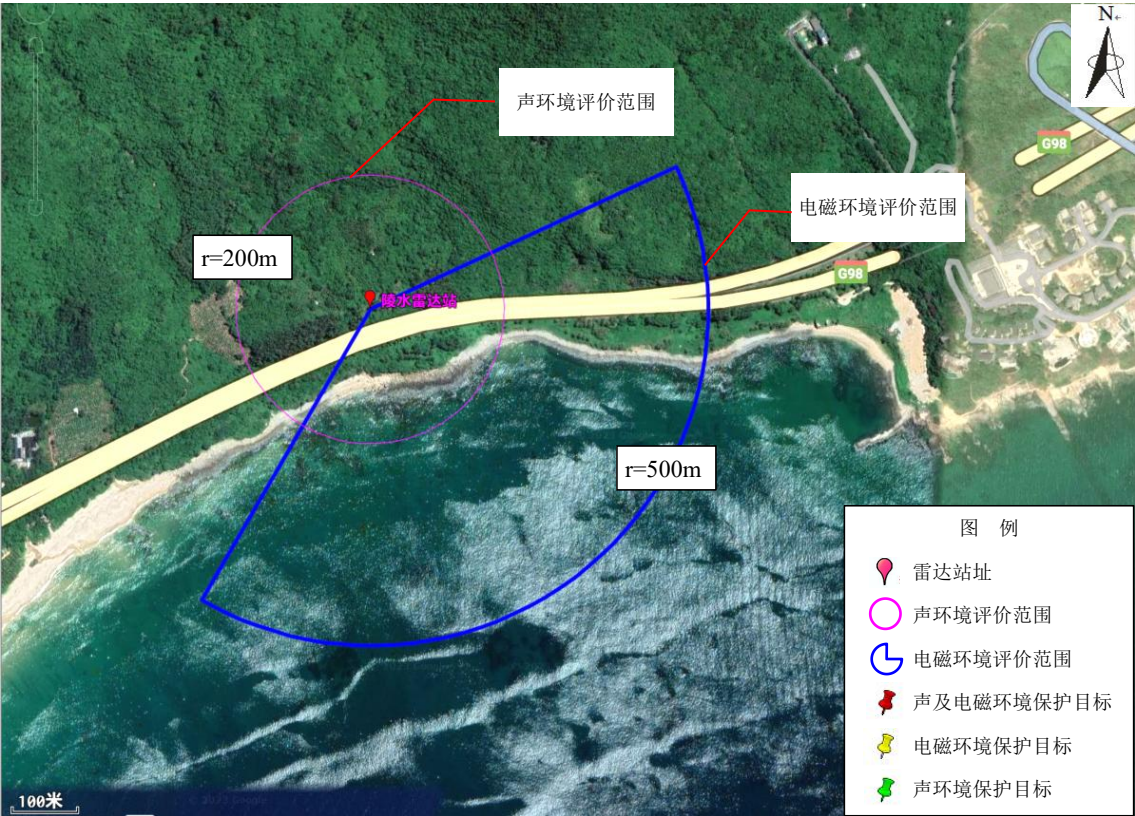 N
声环境评价范围
G98
电磁环境评价范围
r=200m
G98
陵水雷达站
r=500m
图 例
雷达站址
声环境评价范围
电磁环境评价范围
声及电磁环境保护目标
电磁环境保护目标
声环境保护目标
100米